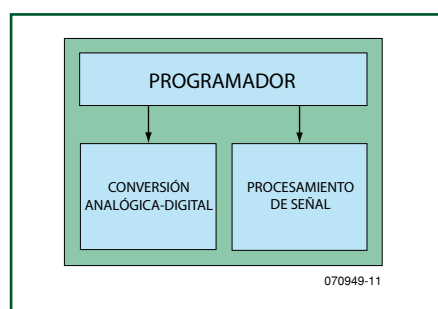 PROGRAMADOR
CONVERSIÓN
ANALÓGICA-DIGITAL
PROCESAMIENTO
DE SEÑAL
070949-11